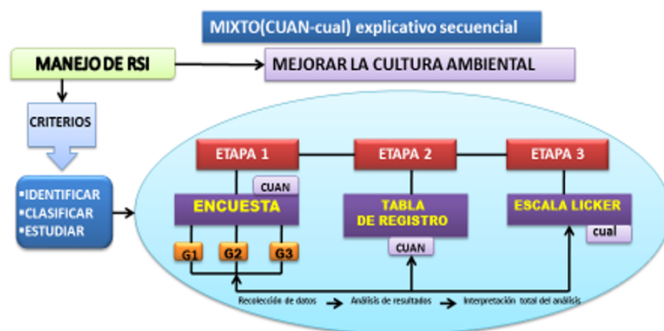 MIXTO(CUAN-cual) explicativo secuencial
MANEJO DE RSI
MEJORAR LA CULTURA AMBIENTAL
CRITERIOS
▪IDENTIFICAR
▪CLASIFICAR
▪ESTUDIAR
ETAPA 1
ETAPA 2
ETAPA 3
CUAN
ENCUESTA
TABLA
DE REGISTRO
CUAN
ESCALA LICKER
cual
G1
G2
G3
Recolección de datos
Análisis de resultados
Interpretación total del análisis